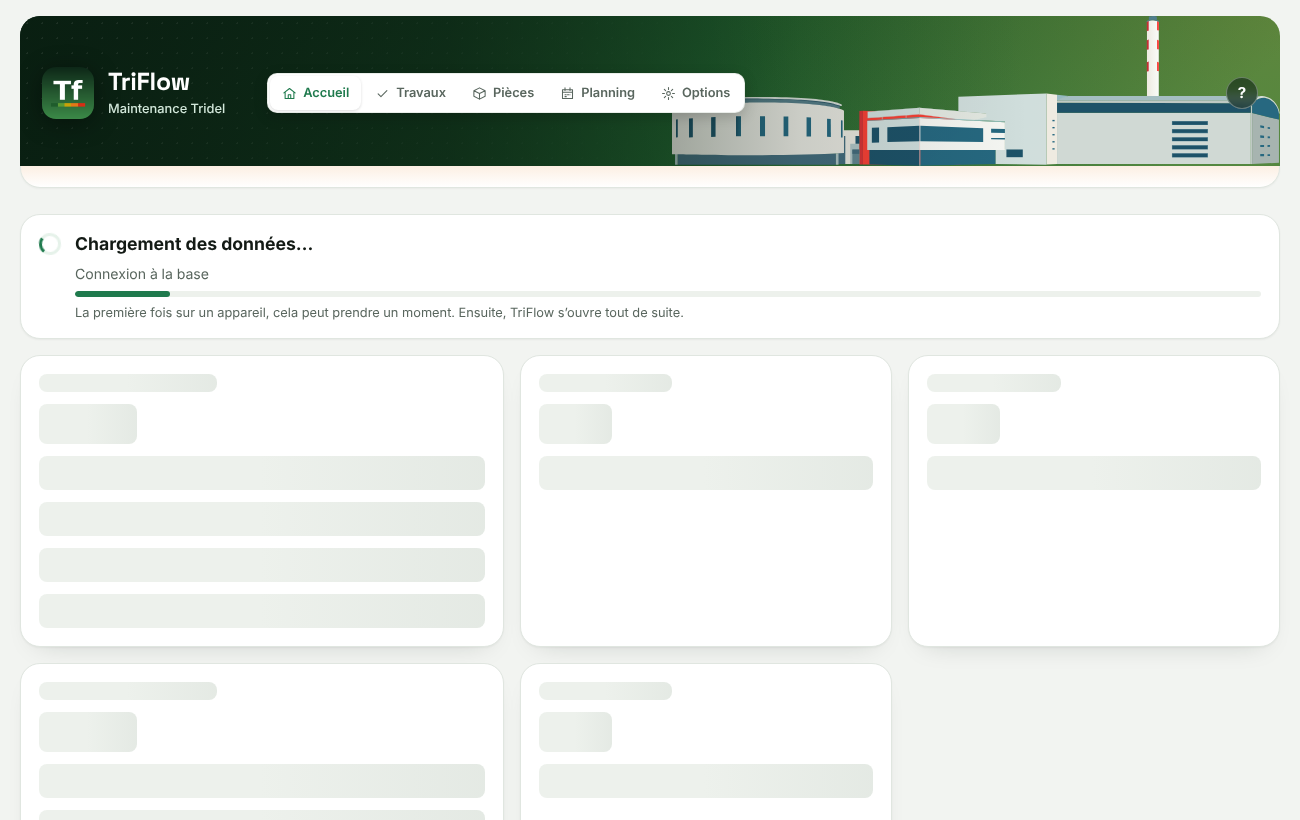 Tf
TriFlow
Maintenance Tridel
Accueil
Travaux
Pièces
Planning
Options
?
Chargement des données…
Connexion à la base
La première fois sur un appareil, cela peut prendre un moment. Ensuite, TriFlow s’ouvre tout de suite.